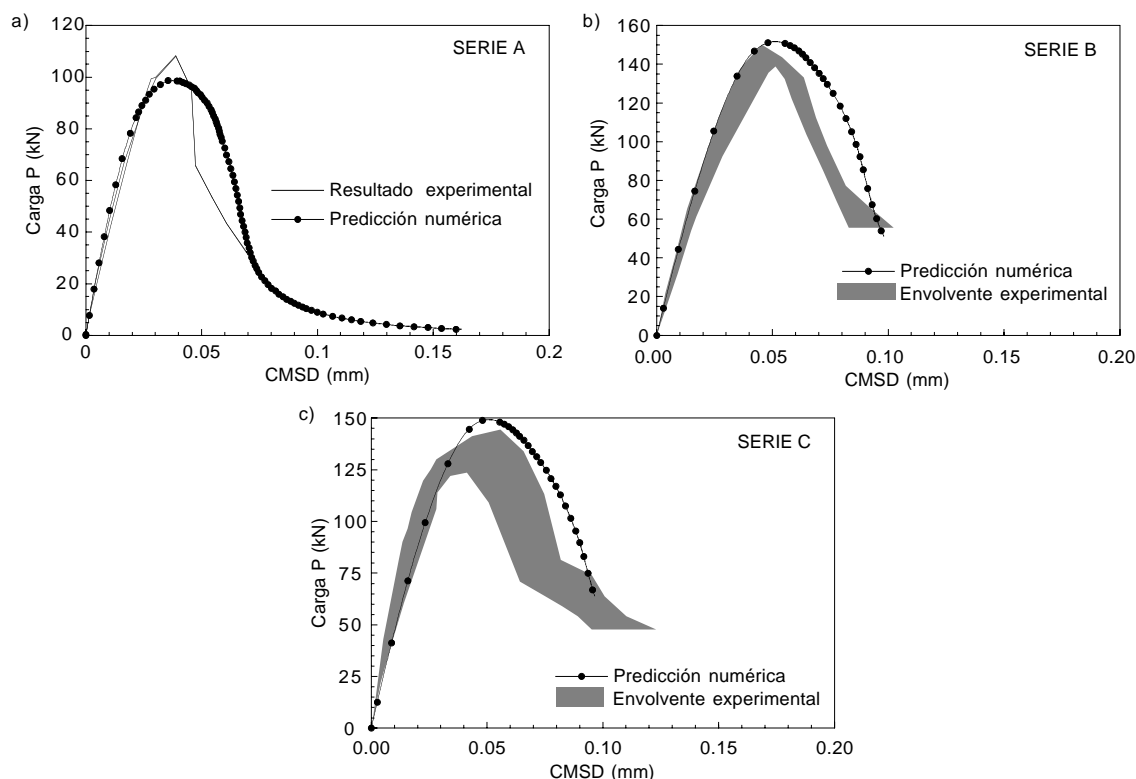 a)
SERIE A
Carga P (kN)
120
100
80
60
40
20
0
Resultado experimental
Predicción numérica
0 0.05 0.1 0.15 0.2
CMSD (mm)
b)
SERIE B
Carga P (kN)
160
140
120
100
80
60
40
20
0
Predicción numérica
Envolvente experimental
0.00 0.05 0.10 0.15 0.20
CMSD (mm)
c)
SERIE C
Carga P (kN)
150
125
100
75
50
25
0
Predicción numérica
Envolvente experimental
0.00 0.05 0.10 0.15 0.20
CMSD (mm)